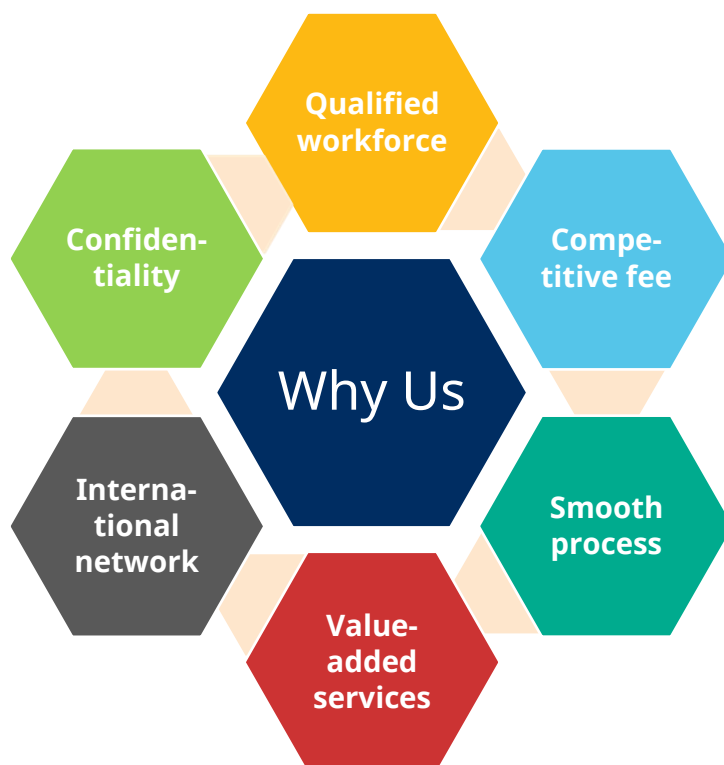 Qualified
workforce
Confiden-
tiality
Compe-
titive fee
Why Us
Interna-
tional
network
Smooth
process
Value-
added
services